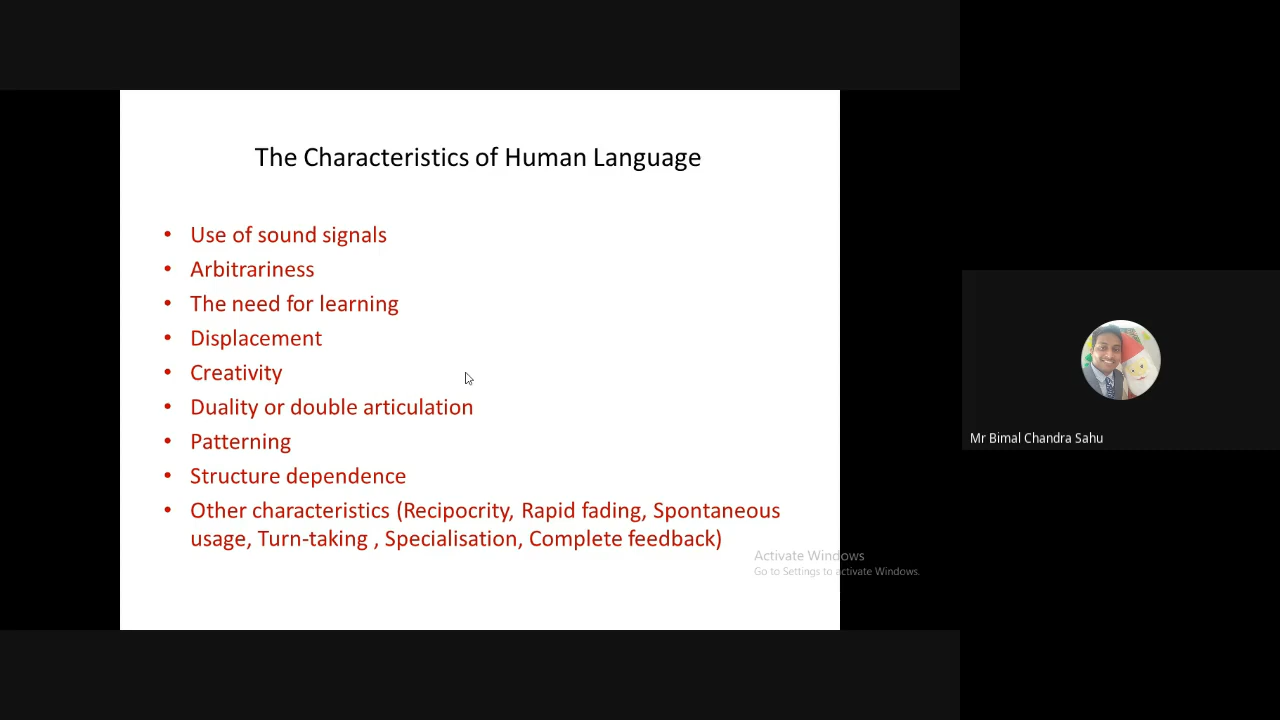 The Characteristics of Human Language
• Use of sound signals
• Arbitrariness
• The need for learning
• Displacement
• Creativity
• Duality or double articulation
• Patterning
• Structure dependence
• Other characteristics (Reciprocity, Rapid fading, Spontaneous
usage, Turn-taking , Specialisation, Complete feedback)
Activate Windows
Go to Settings to activate Windows.
Mr Bimal Chandra Sahu